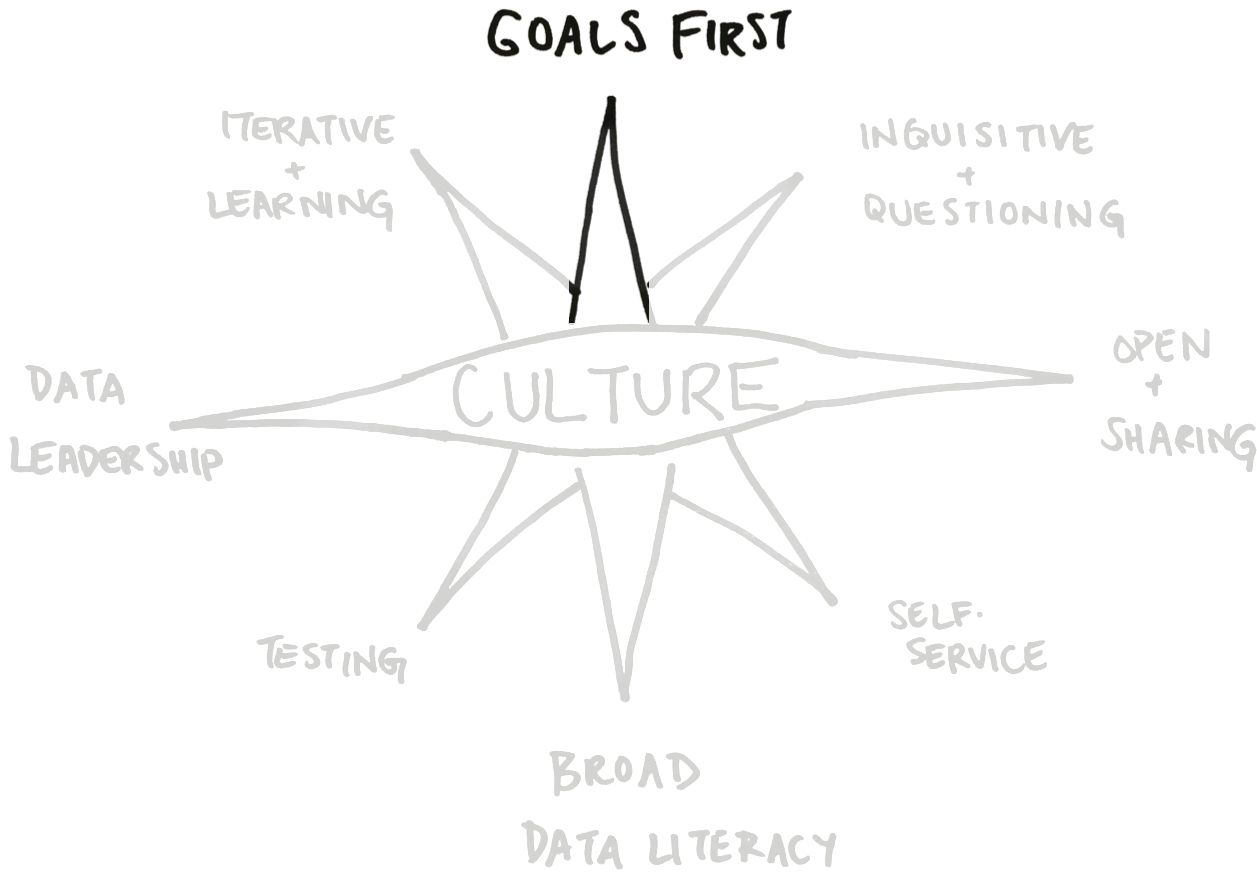 GOALS FIRST
ITERATIVE
+
LEARNING
INQUISITIVE
+
QUESTIONING
DATA
LEADERSHIP
CULTURE
OPEN
+
SHARING
TESTING
SELF-
SERVICE
BROAD
DATA LITERACY